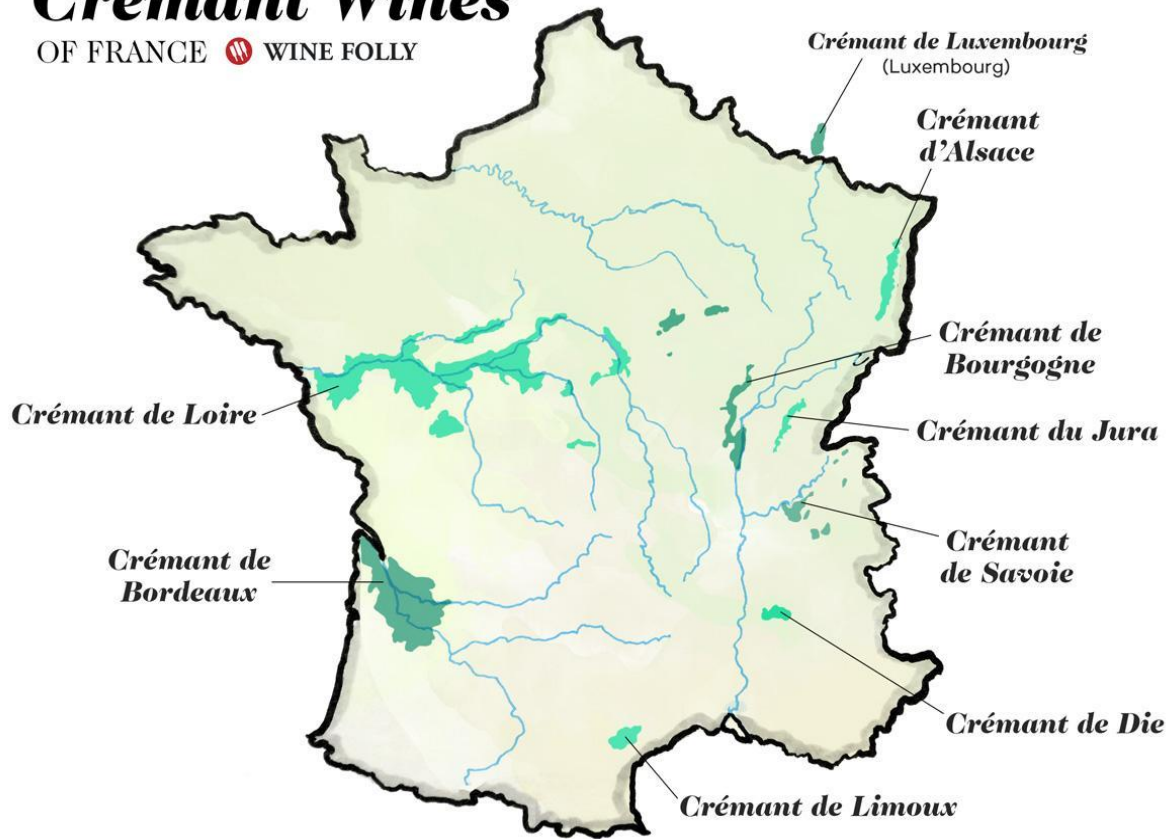 Crémant Wines
OF FRANCE WINE FOLLY
Crémant de Luxembourg
(Luxembourg)
Crémant
d'Alsace
Crémant de
Bourgogne
Crémant de Loire
Crémant du Jura
Crémant de
Bordeaux
Crémant
de Savoie
Crémant de Die
Crémant de Limoux